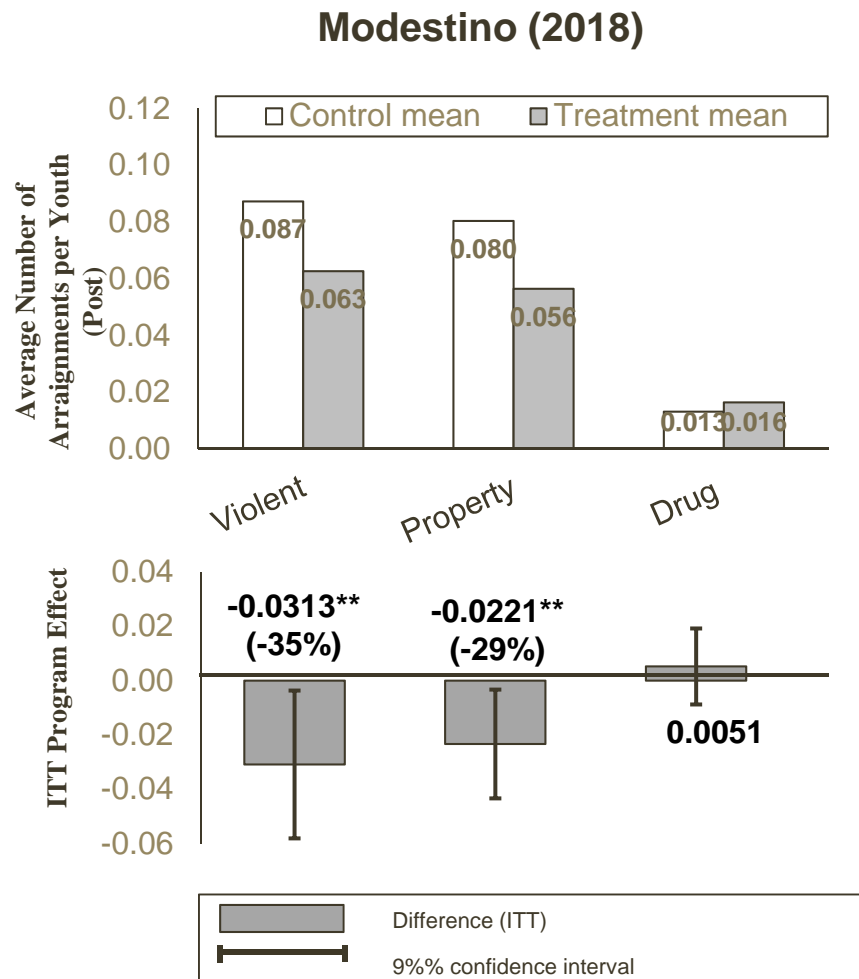 Modestino (2018)
Control mean Treatment mean
Average Number of
Arraignments per Youth
(Post)
0.12
0.10
0.08
0.06
0.04
0.02
0.00
0.087
0.063
0.080
0.056
0.013
0.016
Violent
Property
Drug
ITT Program Effect
0.04
0.02
0.00
-0.02
-0.04
-0.06
-0.0313**
(-35%)
-0.0221**
(-29%)
0.0051
Difference (ITT)
9%% confidence interval